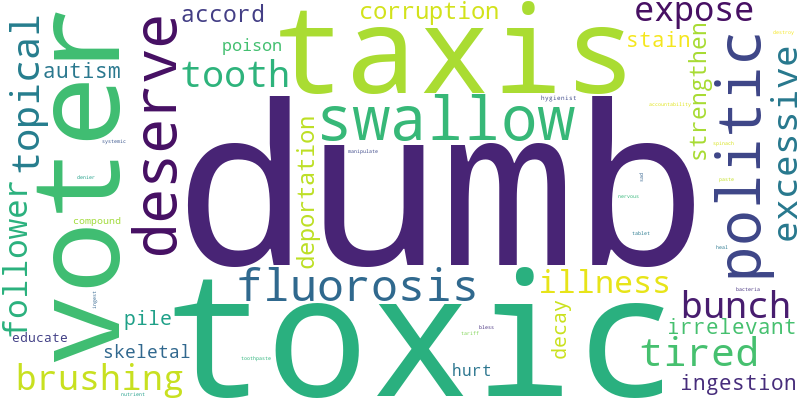 accord
corruption
expose
destroy
voter
topical
autism
deserve
poison
tooth
taxis
stain
strengthen
politic
excessive
swallow
hygienist
accountability
dumb
systemic
manipulate
spinach
deportation
denier
paste
sad
nervous
follower
compound
tablet
heal
fluorosis
toxic
illness
bacteria
ingest
bunch
pile
decay
irrelevant
educate
bless
tariff
skeletal
tired
toothpaste
hurt
brushing
ingestion
nutrient